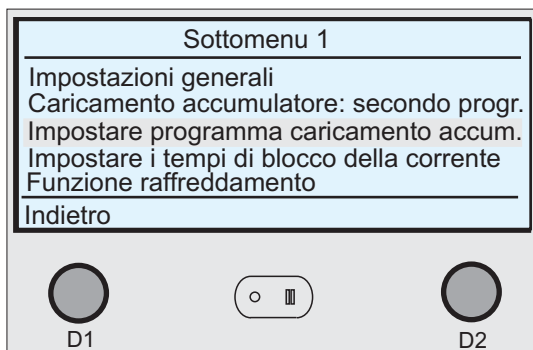 Sottomenu 1
Impostazioni generali
Caricamento accumulatore: secondo progr.
Impostare programma caricamento accum.
Impostare i tempi di blocco della corrente
Funzione raffreddamento
Indietro
D1 D2